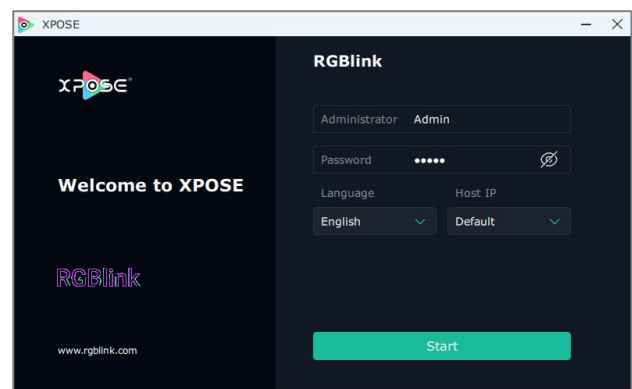 XPOSE
XPOSE®
Welcome to XPOSE
RGBlink
www.rgblink.com
RGBlink
Administrator Admin
Password •••••
Language Host IP
English Default
Start